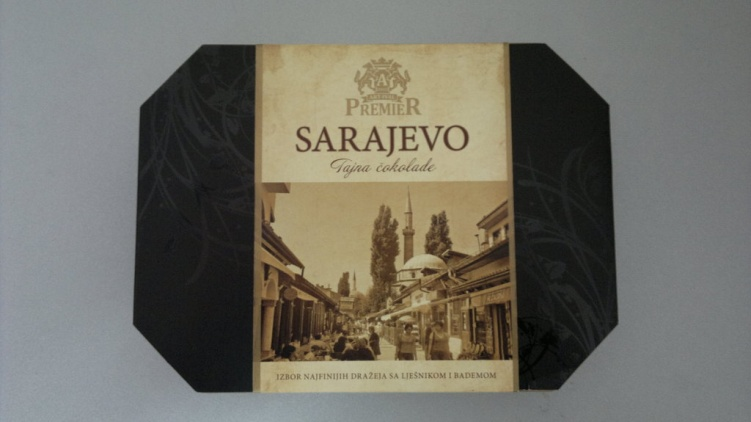 PREMIER
SARAJEVO
Tajna čokolade
IZBOR NAJFINIJIH DRAŽEJA SA LJEŠNIKOM I BADEMOM